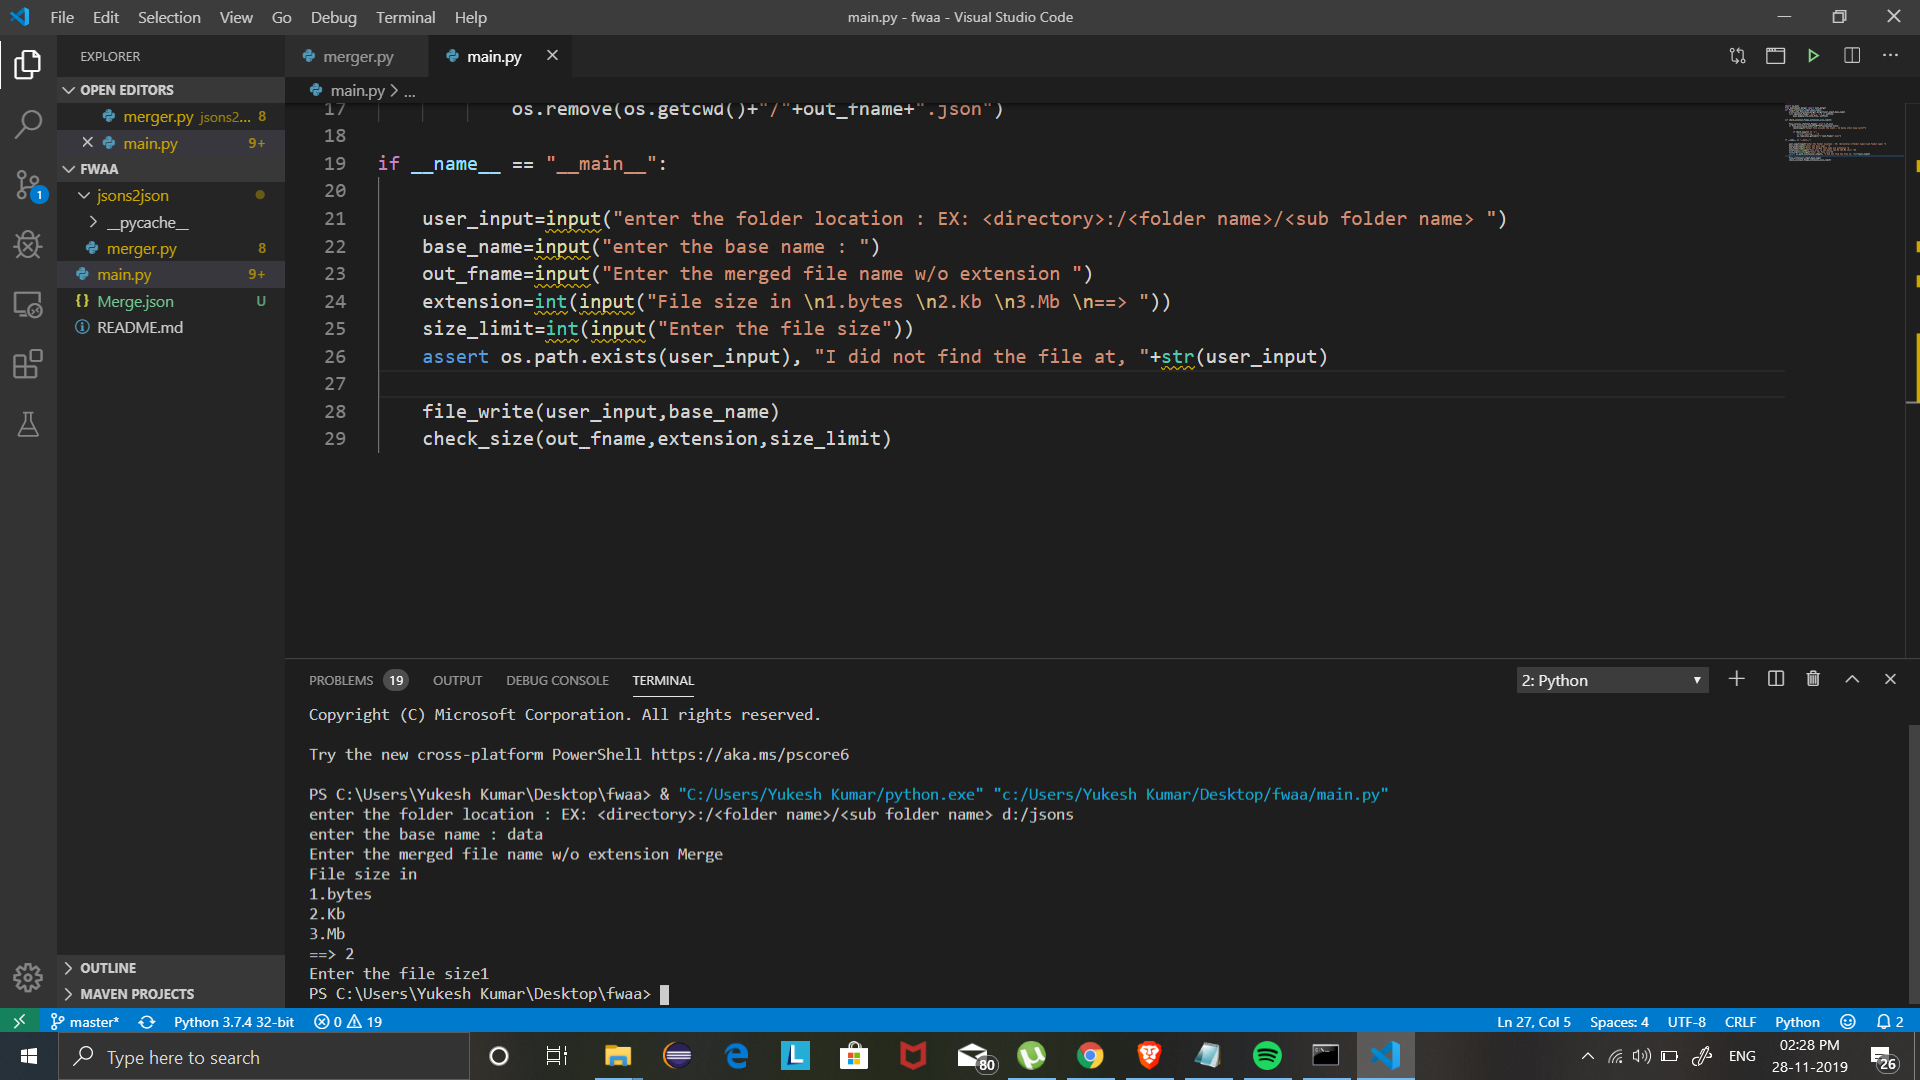 File Edit Selection View Go Debug Terminal Help
main.py - fwaa - Visual Studio Code
EXPLORER
OPEN EDITORS
merger.py jsons2... 8
main.py 9+
FWAA
jsons2json
__pycache__
merger.py 8
main.py 9+
{} Merge.json U
README.md
OUTLINE
MAVEN PROJECTS
1
merger.py
main.py
main.py > ...
17 os.remove(os.getcwd()+"/"+out_fname+".json")
18
19 if __name__ == "__main__":
20
21 user_input=input("enter the folder location : EX: <directory>:/<folder name>/<sub folder name> ")
22 base_name=input("enter the base name : ")
23 out_fname=input("Enter the merged file name w/o extension ")
24 extension=int(input("File size in \n1.bytes \n2.Kb \n3.Mb \n==> "))
25 size_limit=int(input("Enter the file size"))
26 assert os.path.exists(user_input), "I did not find the file at, "+str(user_input)
27
28 file_write(user_input,base_name)
29 check_size(out_fname,extension,size_limit)
PROBLEMS 19 OUTPUT DEBUG CONSOLE TERMINAL
2: Python
Copyright (C) Microsoft Corporation. All rights reserved.
Try the new cross-platform PowerShell https://aka.ms/pscore6
PS C:\Users\Yukesh Kumar\Desktop\fwaa> & "C:/Users/Yukesh Kumar/python.exe" "c:/Users/Yukesh Kumar/Desktop/fwaa/main.py"
enter the folder location : EX: <directory>:/<folder name>/<sub folder name> d:/jsons
enter the base name : data
Enter the merged file name w/o extension Merge
File size in
1.bytes
2.Kb
3.Mb
==> 2
Enter the file size1
PS C:\Users\Yukesh Kumar\Desktop\fwaa>
master* Python 3.7.4 32-bit 0 19
Ln 27, Col 5 Spaces: 4 UTF-8 CRLF Python 2
Type here to search
L
80
ENG
02:28 PM
28-11-2019
26